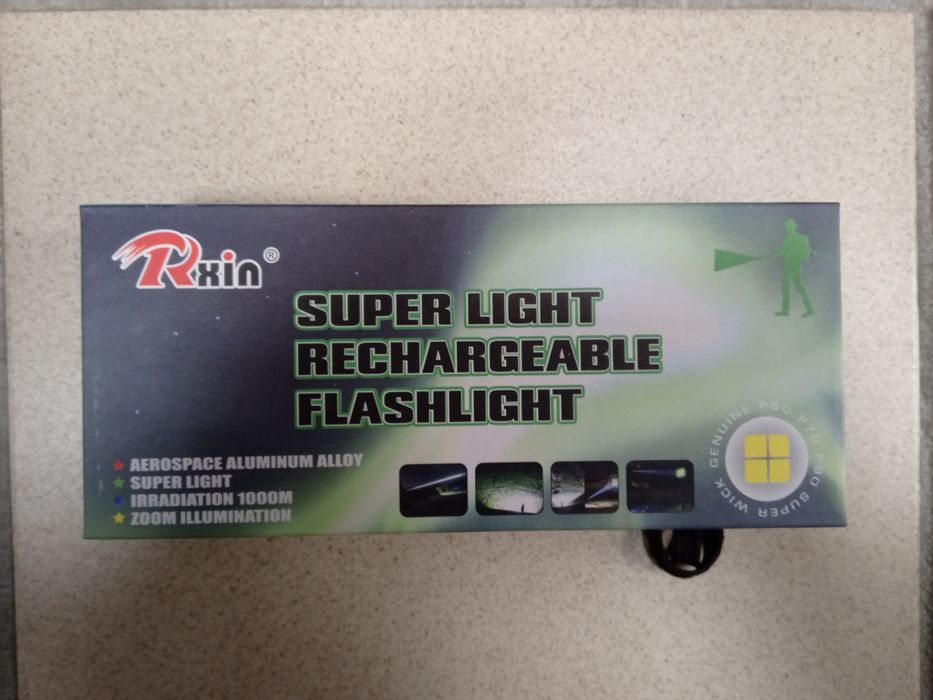 Rxin®
SUPER LIGHT
RECHARGEABLE
FLASHLIGHT
AEROSPACE ALUMINUM ALLOY
SUPER LIGHT
IRRADIATION 1000M
ZOOM ILLUMINATION
GENUINE P50 P70 P90 SUPER WICK